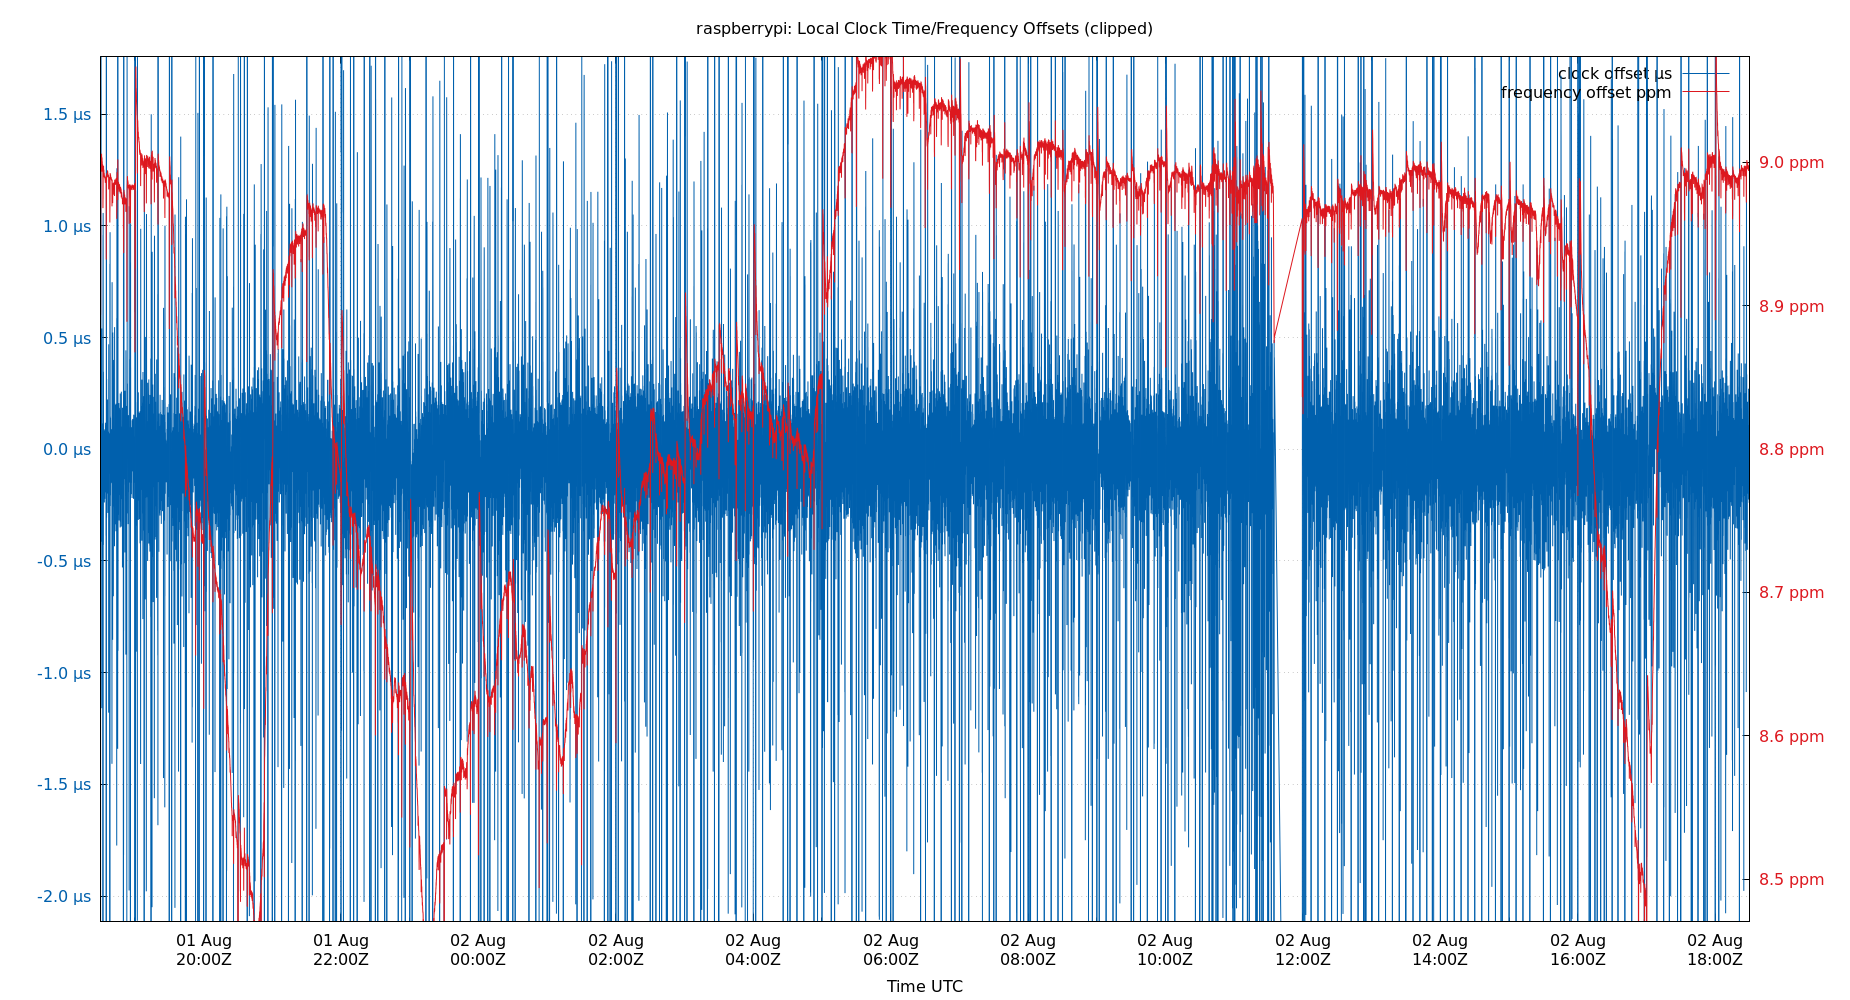 raspberrypi: Local Clock Time/Frequency Offsets (clipped)
clock offset µs
frequency offset ppm
1.5 µs
1.0 µs
0.5 µs
0.0 µs
-0.5 µs
-1.0 µs
-1.5 µs
-2.0 µs
9.0 ppm
8.9 ppm
8.8 ppm
8.7 ppm
8.6 ppm
8.5 ppm
01 Aug 01 Aug 02 Aug 02 Aug 02 Aug 02 Aug 02 Aug 02 Aug 02 Aug 02 Aug 02 Aug 02 Aug
20:00Z 22:00Z 00:00Z 02:00Z 04:00Z 06:00Z 08:00Z 10:00Z 12:00Z 14:00Z 16:00Z 18:00Z
Time UTC